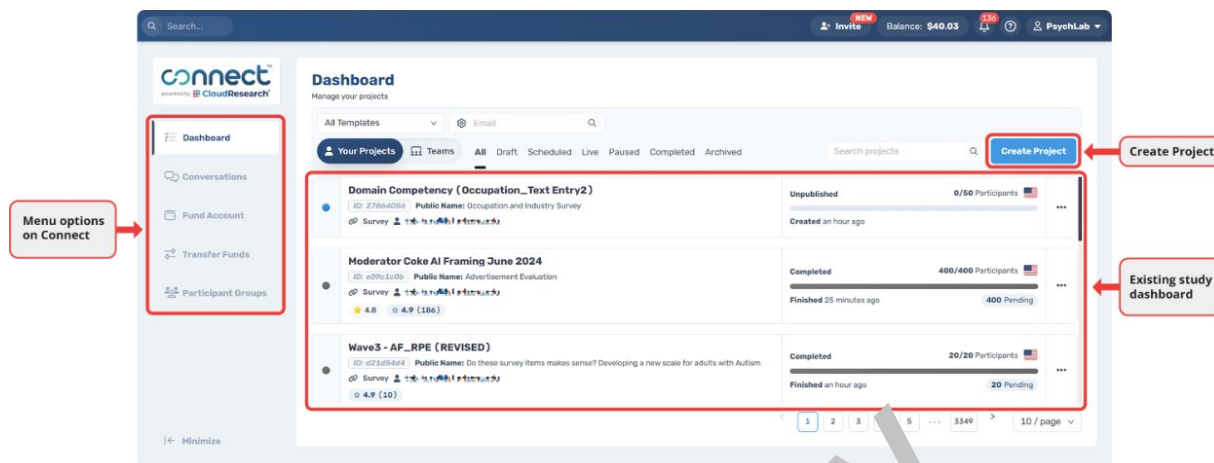 Search...
NEW
Invite
Balance: $40.03
136
PsychLab
connect™
powered by CloudResearch
Dashboard
Conversations
Fund Account
Transfer Funds
Participant Groups
Minimize
Menu options
on Connect
Dashboard
Manage your projects
All Templates
Email
Your Projects
Teams
All Draft Scheduled Live Paused Completed Archived
Search projects
Create Project
Create Project
Domain Competency (Occupation_Text Entry2)
ID: 27864056 Public Name: Occupation and Industry Survey
Survey
Unpublished 0/50 Participants
Created an hour ago
Moderator Coke AI Framing June 2024
ID: e09c1c0b Public Name: Advertisement Evaluation
Survey
4.8 4.9 (186)
Completed 400/400 Participants
Finished 25 minutes ago 400 Pending
Existing study
dashboard
Wave3 - AF_RPE (REVISED)
ID: d21d54d4 Public Name: Do these survey items makes sense? Developing a new scale for adults with Autism
Survey
4.9 (10)
Completed 20/20 Participants
Finished an hour ago 20 Pending
1 2 3 5 ... 3349 10 / page